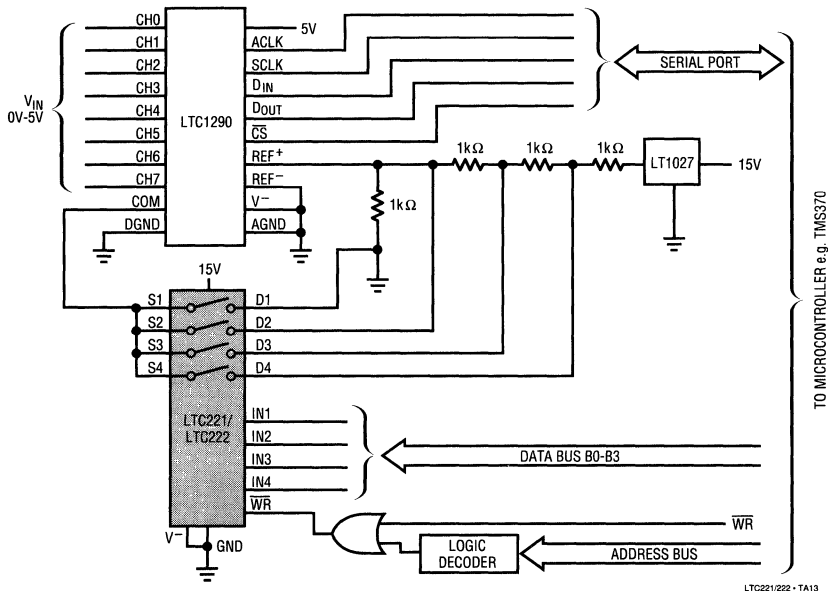 CH0
CH1
CH2
CH3
CH4
CH5
CH6
CH7
COM
DGND
VIN
0V-5V
LTC1290
5V
ACLK
SCLK
DIN
DOUT
CS
REF+
REF−
V−
AGND
SERIAL PORT
1kΩ
1kΩ
1kΩ
1kΩ
LT1027
15V
15V
S1
S2
S3
S4
D1
D2
D3
D4
LTC221/
LTC222
IN1
IN2
IN3
IN4
WR
V−
GND
DATA BUS B0-B3
WR
LOGIC
DECODER
ADDRESS BUS
TO MICROCONTROLLER e.g. TMS370
LTC221/222 • TA13